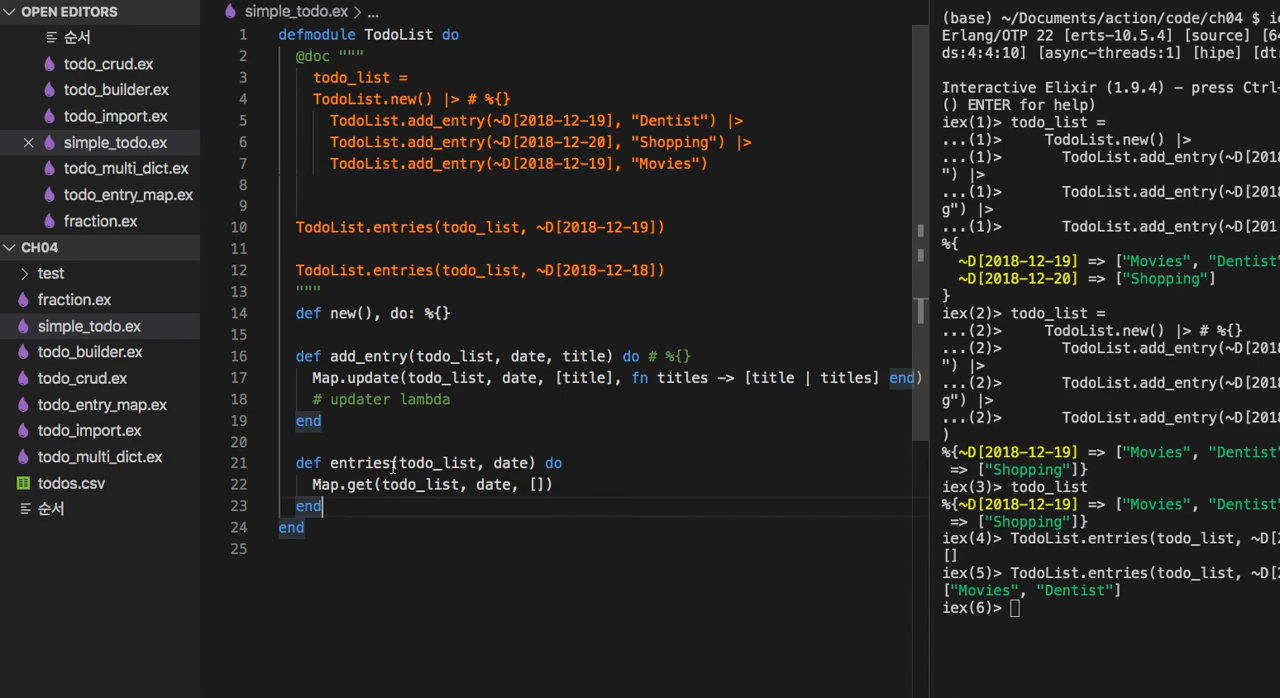 OPEN EDITORS
순서
todo_crud.ex
todo_builder.ex
todo_import.ex
simple_todo.ex
todo_multi_dict.ex
todo_entry_map.ex
fraction.ex
CH04
test
fraction.ex
simple_todo.ex
todo_builder.ex
todo_crud.ex
todo_entry_map.ex
todo_import.ex
todo_multi_dict.ex
todos.csv
순서
simple_todo.ex > ...
1 defmodule TodoList do
2 @doc """
3 todo_list =
4 TodoList.new() |> # %{}
5 TodoList.add_entry(~D[2018-12-19], "Dentist") |>
6 TodoList.add_entry(~D[2018-12-20], "Shopping") |>
7 TodoList.add_entry(~D[2018-12-19], "Movies")
8
9
10 TodoList.entries(todo_list, ~D[2018-12-19])
11
12 TodoList.entries(todo_list, ~D[2018-12-18])
13 """
14 def new(), do: %{}
15
16 def add_entry(todo_list, date, title) do # %{}
17 Map.update(todo_list, date, [title], fn titles -> [title | titles] end)
18 # updater lambda
19 end
20
21 def entries(todo_list, date) do
22 Map.get(todo_list, date, [])
23 end
24 end
25
(base) ~/Documents/action/code/ch04 $ ie
Erlang/OTP 22 [erts-10.5.4] [source] [64
ds:4:4:10] [async-threads:1] [hipe] [dt
Interactive Elixir (1.9.4) - press Ctrl-
() ENTER for help)
iex(1)> todo_list =
...(1)> TodoList.new() |>
...(1)> TodoList.add_entry(~D[2018
") |>
...(1)> TodoList.add_entry(~D[2018
g") |>
...(1)> TodoList.add_entry(~D[201
%{
~D[2018-12-19] => ["Movies", "Dentist"
~D[2018-12-20] => ["Shopping"]
}
iex(2)> todo_list =
...(2)> TodoList.new() |> # %{}
...(2)> TodoList.add_entry(~D[2018
") |>
...(2)> TodoList.add_entry(~D[2018
g") |>
...(2)> TodoList.add_entry(~D[2018
)
%{~D[2018-12-19] => ["Movies", "Dentist"
=> ["Shopping"]}
iex(3)> todo_list
%{~D[2018-12-19] => ["Movies", "Dentist"
=> ["Shopping"]}
iex(4)> TodoList.entries(todo_list, ~D[2
[]
iex(5)> TodoList.entries(todo_list, ~D[2
["Movies", "Dentist"]
iex(6)>